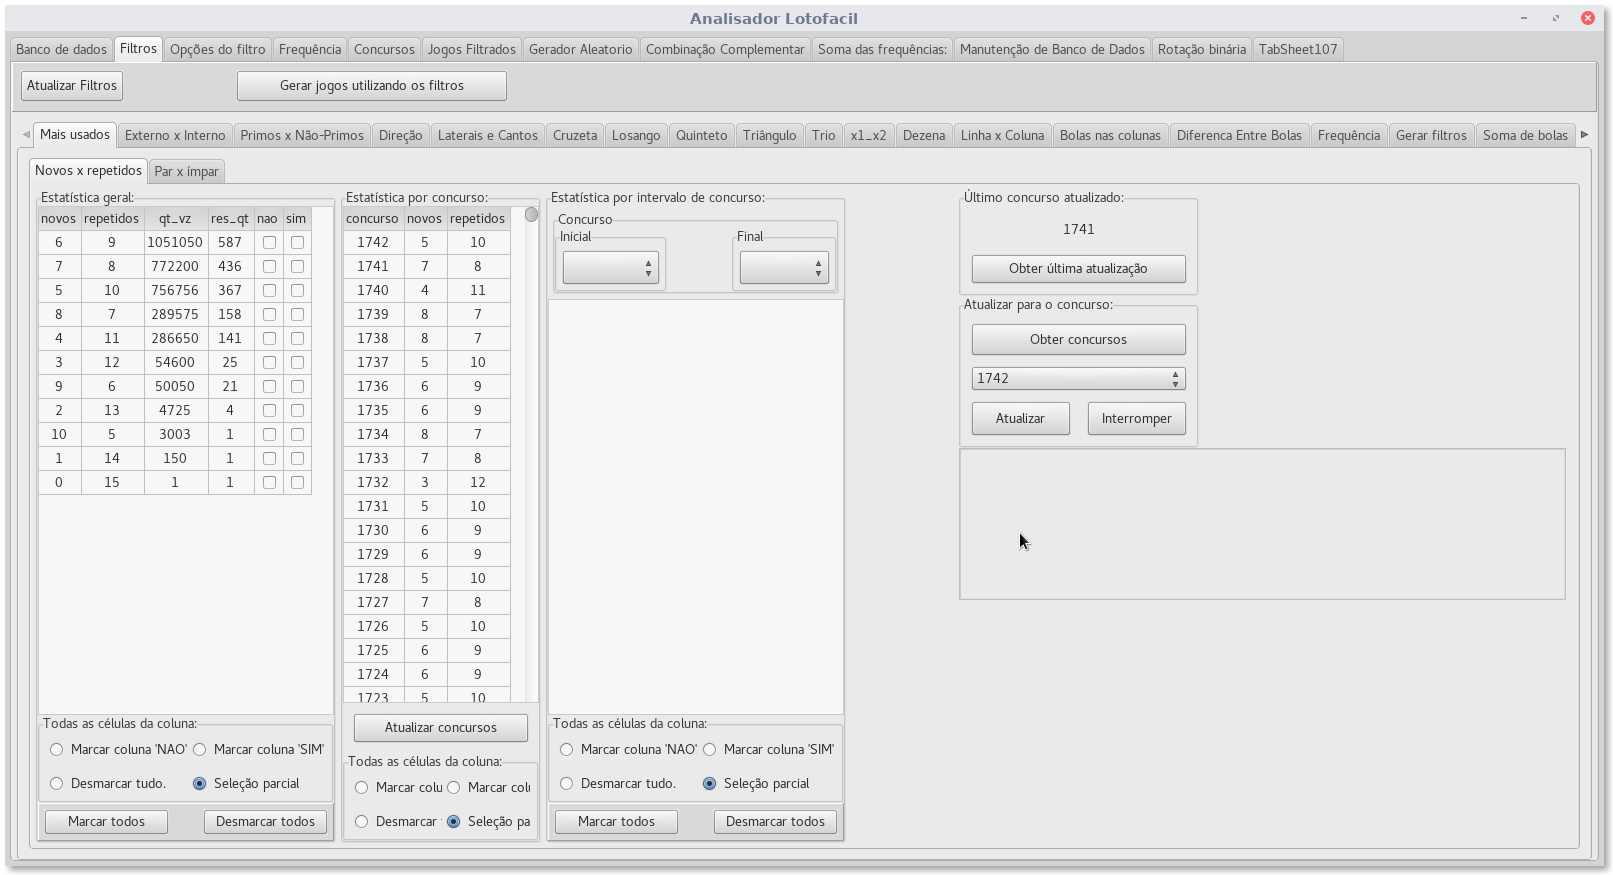 Analisador Lotofacil
Banco de dados Filtros Opções do filtro Frequência Concursos Jogos Filtrados Gerador Aleatorio Combinação Complementar Soma das frequências: Manutenção de Banco de Dados Rotação binária TabSheet107
Atualizar Filtros Gerar jogos utilizando os filtros
Mais usados Externo x Interno Primos x Não-Primos Direção Laterais e Cantos Cruzeta Losango Quinteto Triângulo Trio x1_x2 Dezena Linha x Coluna Bolas nas colunas Diferenca Entre Bolas Frequência Gerar filtros Soma de bolas
Novos x repetidos Par x ímpar
Estatística geral:
novos repetidos qt_vz res_qt nao sim
6 9 1051050 587
7 8 772200 436
5 10 756756 367
8 7 289575 158
4 11 286650 141
3 12 54600 25
9 6 50050 21
2 13 4725 4
10 5 3003 1
1 14 150 1
0 15 1 1
Todas as células da coluna:
Marcar coluna 'NAO' Marcar coluna 'SIM'
Desmarcar tudo. Seleção parcial
Marcar todos Desmarcar todos
Estatística por concurso:
concurso novos repetidos
1742 5 10
1741 7 8
1740 4 11
1739 8 7
1738 8 7
1737 5 10
1736 6 9
1735 6 9
1734 8 7
1733 7 8
1732 3 12
1731 5 10
1730 6 9
1729 6 9
1728 5 10
1727 7 8
1726 5 10
1725 6 9
1724 6 9
1723 5 10
Atualizar concursos
Todas as células da coluna:
Marcar colu Marcar colu
Desmarcar Seleção pa
Estatística por intervalo de concurso:
Concurso
Inicial Final
Todas as células da coluna:
Marcar coluna 'NAO' Marcar coluna 'SIM'
Desmarcar tudo. Seleção parcial
Marcar todos Desmarcar todos
Último concurso atualizado:
1741
Obter última atualização
Atualizar para o concurso:
Obter concursos
1742
Atualizar Interromper